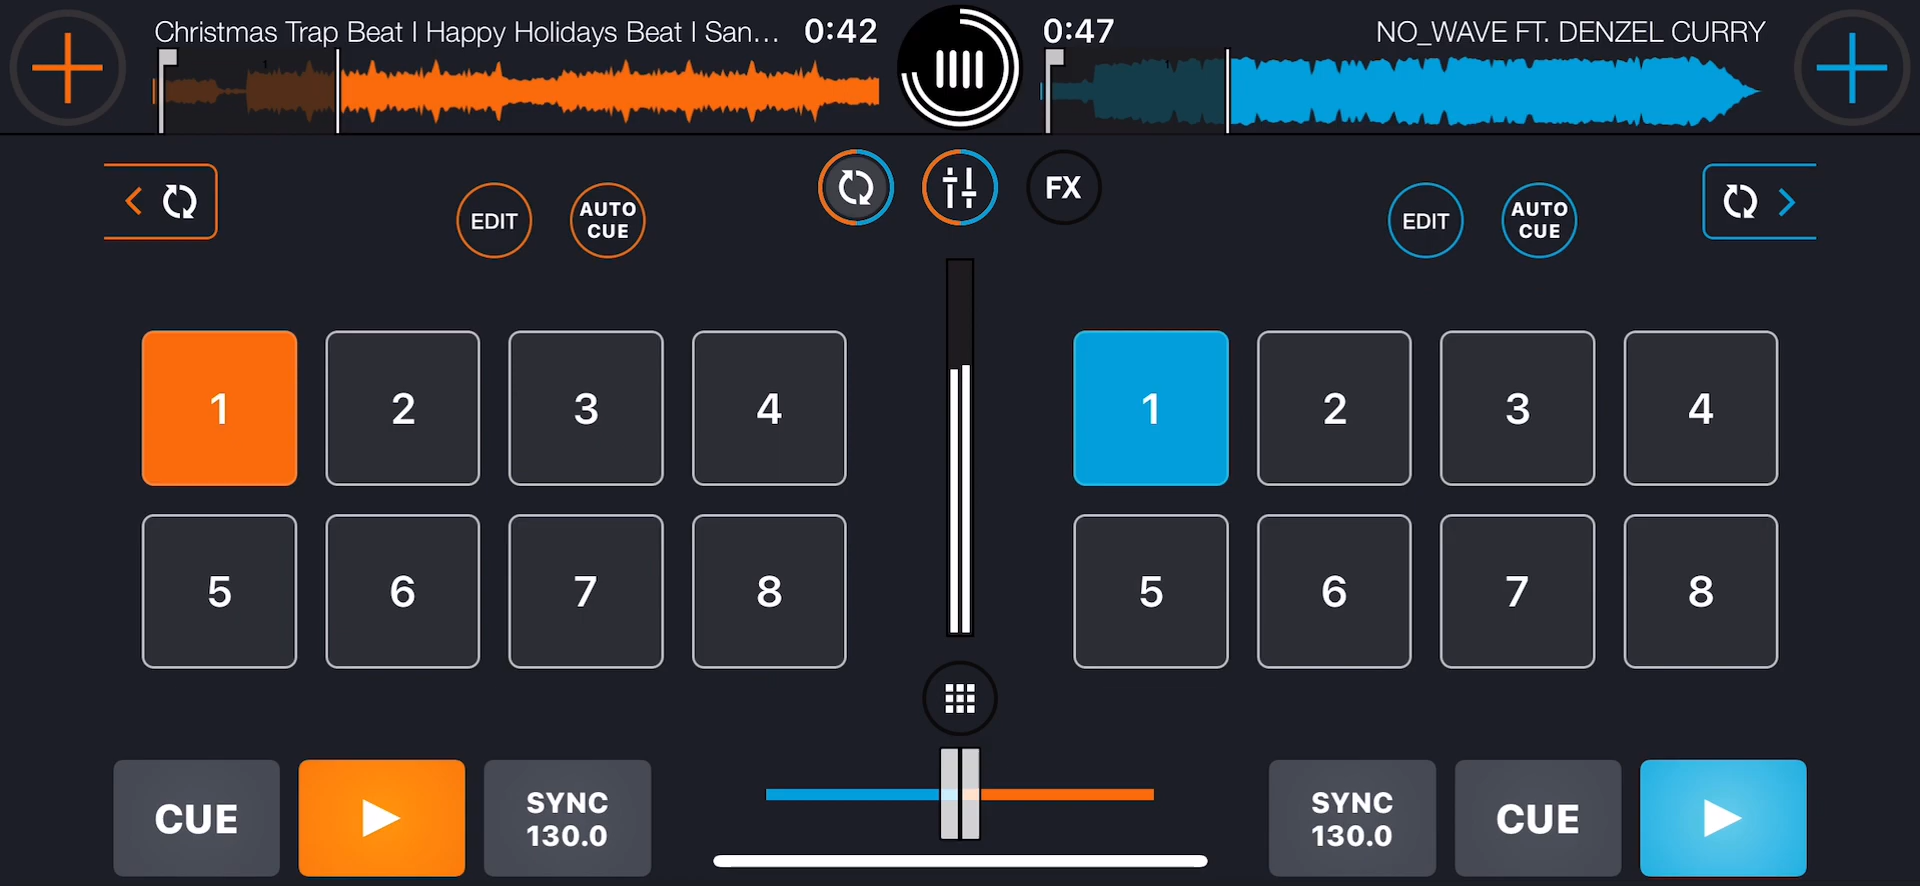 Christmas Trap Beat | Happy Holidays Beat | San... 0:42
0:47 NO_WAVE FT. DENZEL CURRY
1
1
FX
EDIT
AUTO
CUE
EDIT
AUTO
CUE
1 2 3 4
5 6 7 8
1 2 3 4
5 6 7 8
CUE
SYNC
130.0
SYNC
130.0
CUE